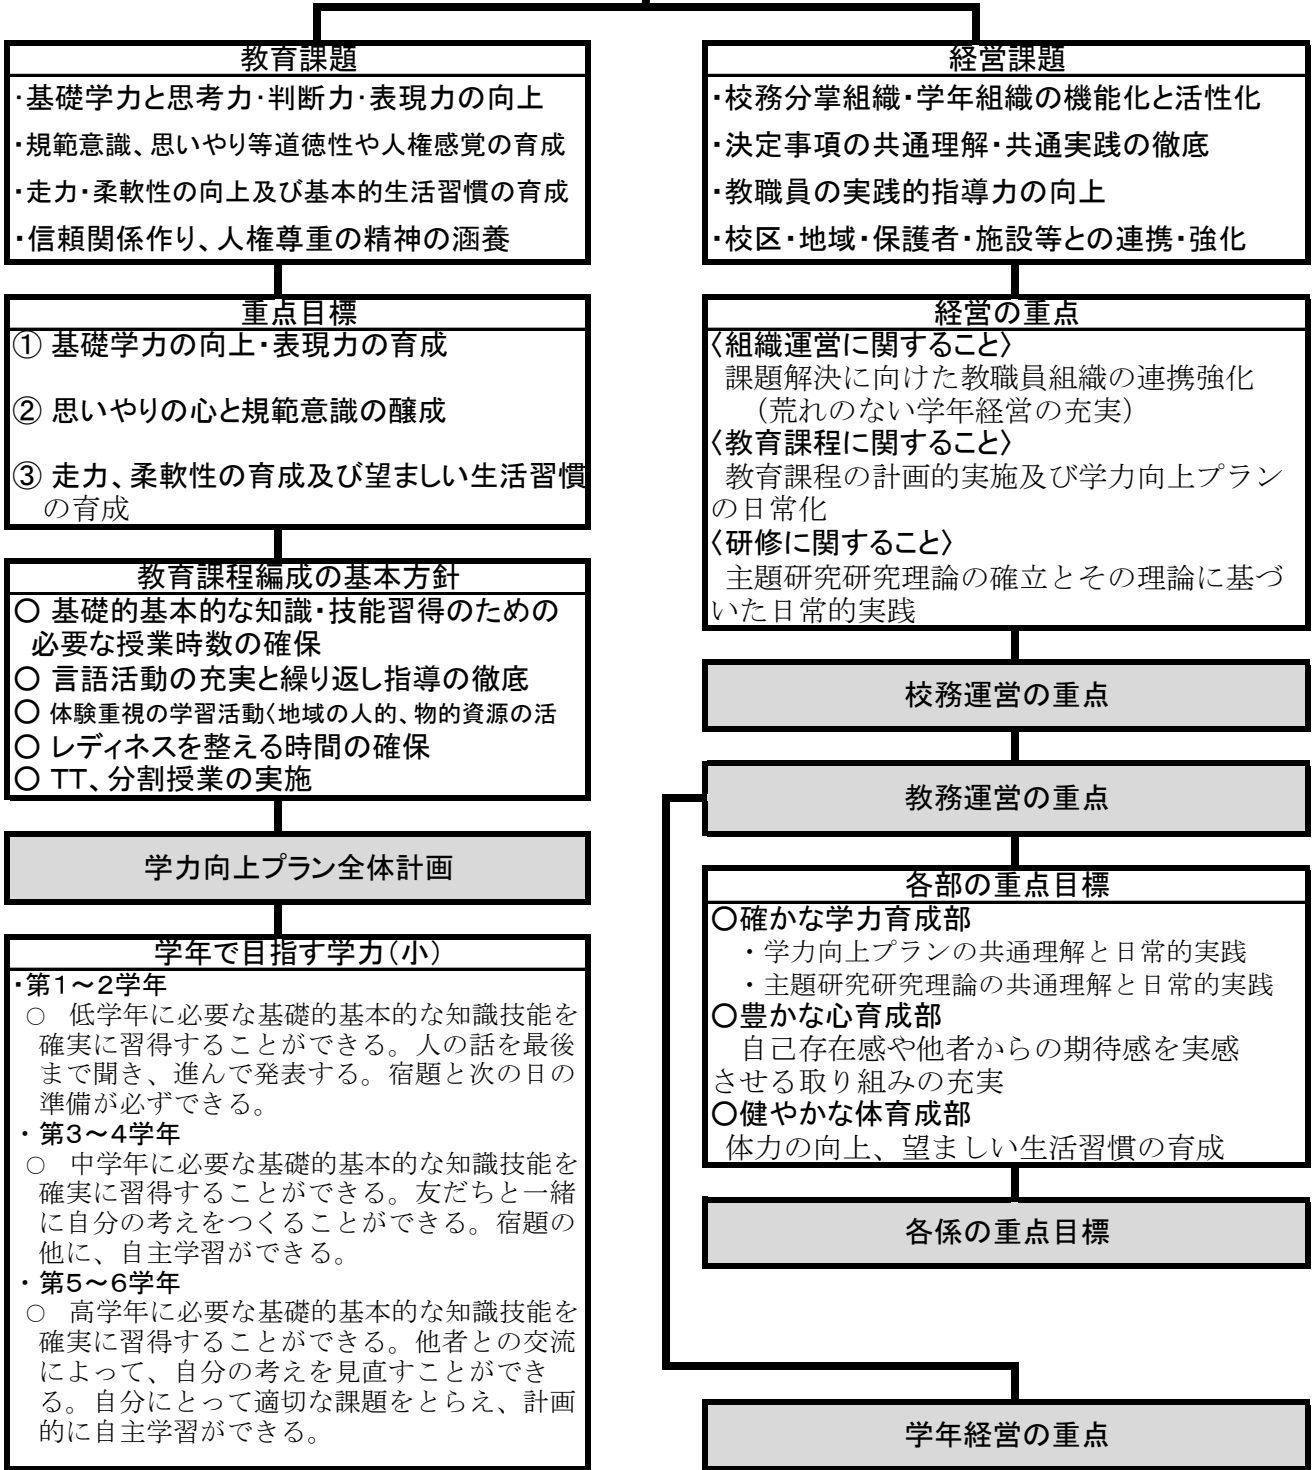 教育課題
・基礎学力と思考力・判断力・表現力の向上
・規範意識、思いやり等道徳性や人権感覚の育成
・走力・柔軟性の向上及び基本的生活習慣の育成
・信頼関係作り、人権尊重の精神の涵養
重点目標
① 基礎学力の向上・表現力の育成
② 思いやりの心と規範意識の醸成
③ 走力、柔軟性の育成及び望ましい生活習慣
の育成
教育課程編成の基本方針
○ 基礎的基本的な知識・技能習得のための
必要な授業時数の確保
○ 言語活動の充実と繰り返し指導の徹底
○ 体験重視の学習活動〈地域の人的、物的資源の活
○ レディネスを整える時間の確保
○ TT、分割授業の実施
学力向上プラン全体計画
学年で目指す学力(小)
・第1～2学年
○ 低学年に必要な基礎的基本的な知識技能を
確実に習得することができる。人の話を最後
まで聞き、進んで発表する。宿題と次の日の
準備が必ずできる。
・第3～4学年
○ 中学年に必要な基礎的基本的な知識技能を
確実に習得することができる。友だちと一緒
に自分の考えをつくることができる。宿題の
他に、自主学習ができる。
・第5～6学年
○ 高学年に必要な基礎的基本的な知識技能を
確実に習得することができる。他者との交流
によって、自分の考えを見直すことができ
る。自分にとって適切な課題をとらえ、計画
的に自主学習ができる。
経営課題
・校務分掌組織・学年組織の機能化と活性化
・決定事項の共通理解・共通実践の徹底
・教職員の実践的指導力の向上
・校区・地域・保護者・施設等との連携・強化
経営の重点
〈組織運営に関すること〉
課題解決に向けた教職員組織の連携強化
（荒れのない学年経営の充実）
〈教育課程に関すること〉
教育課程の計画的実施及び学力向上プラン
の日常化
〈研修に関すること〉
主題研究研究理論の確立とその理論に基づ
いた日常的実践
校務運営の重点
教務運営の重点
各部の重点目標
○確かな学力育成部
・学力向上プランの共通理解と日常的実践
・主題研究研究理論の共通理解と日常的実践
○豊かな心育成部
自己存在感や他者からの期待感を実感
させる取り組みの充実
○健やかな体育成部
体力の向上、望ましい生活習慣の育成
各係の重点目標
学年経営の重点